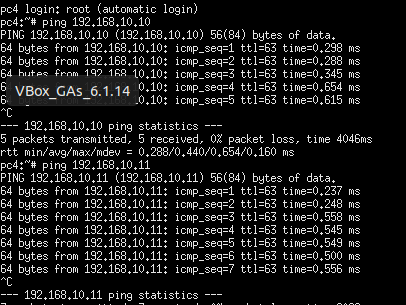 pc4 login: root (automatic login)
pc4:~# ping 192.168.10.10
PING 192.168.10.10 (192.168.10.10) 56(84) bytes of data.
64 bytes from 192.168.10.10: icmp_seq=1 ttl=63 time=0.298 ms
64 bytes from 192.168.10.10: icmp_seq=2 ttl=63 time=0.288 ms
64 bytes from 192.168.10.10: icmp_seq=3 ttl=63 time=0.345 ms
68.10.10: icmp_seq=4 ttl=63 time=0.654 ms
VBox_GAs_6.1.14
68.10.10: icmp_seq=5 ttl=63 time=0.615 ms
^C
--- 192.168.10.10 ping statistics ---
5 packets transmitted, 5 received, 0% packet loss, time 4046ms
rtt min/avg/max/mdev = 0.288/0.440/0.654/0.160 ms
pc4:~# ping 192.168.10.11
PING 192.168.10.11 (192.168.10.11) 56(84) bytes of data.
64 bytes from 192.168.10.11: icmp_seq=1 ttl=63 time=0.237 ms
64 bytes from 192.168.10.11: icmp_seq=2 ttl=63 time=0.248 ms
64 bytes from 192.168.10.11: icmp_seq=3 ttl=63 time=0.558 ms
64 bytes from 192.168.10.11: icmp_seq=4 ttl=63 time=0.545 ms
64 bytes from 192.168.10.11: icmp_seq=5 ttl=63 time=0.549 ms
64 bytes from 192.168.10.11: icmp_seq=6 ttl=63 time=0.500 ms
64 bytes from 192.168.10.11: icmp_seq=7 ttl=63 time=0.556 ms
^C
--- 192.168.10.11 ping statistics ---